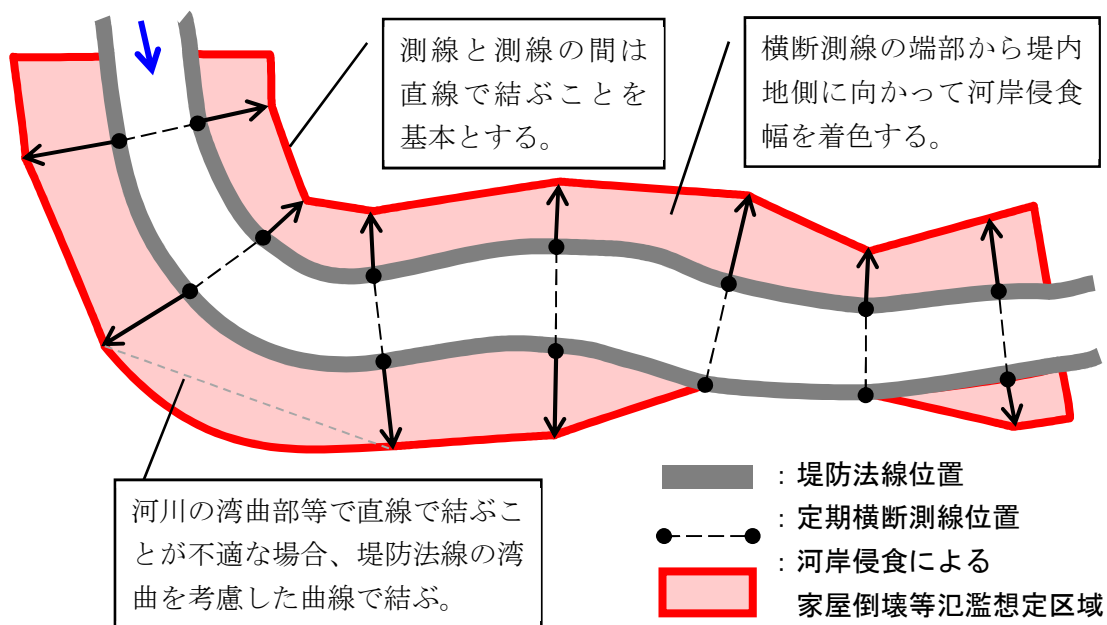 測線と測線の間は
直線で結ぶことを
基本とする。
横断測線の端部から堤内
地側に向かって河岸侵食
幅を着色する。
河川の湾曲部等で直線で結ぶこ
とが不適な場合、堤防法線の湾
曲を考慮した曲線で結ぶ。
：堤防法線位置
：定期横断測線位置
：河岸侵食による
家屋倒壊等氾濫想定区域